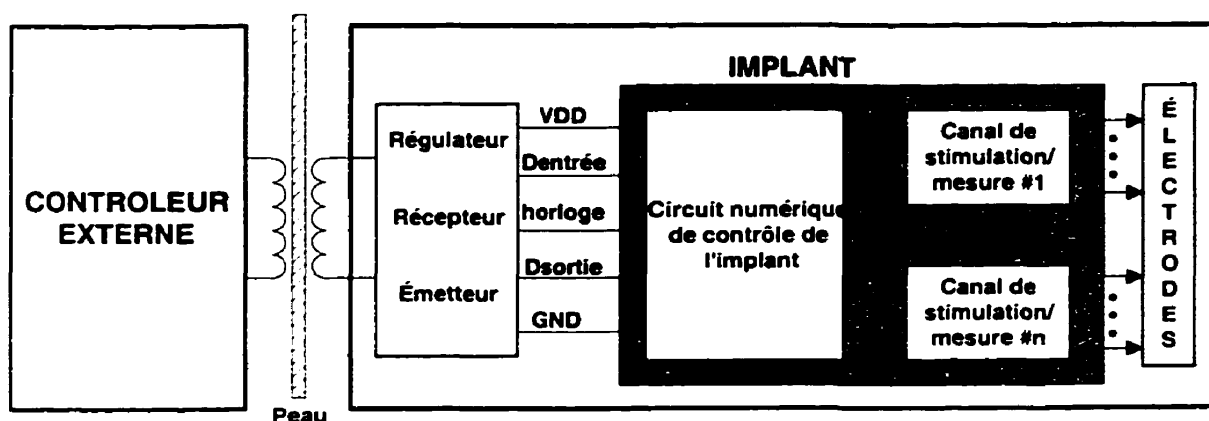 IMPLANT
CONTROLEUR
EXTERNE
Peau
Régulateur
Récepteur
Émetteur
VDD
Dentrée
horloge
Dsortie
GND
Circuit numérique
de contrôle de
l'implant
Canal de
stimulation/
mesure #1
Canal de
stimulation/
mesure #n
ÉLECTRODES